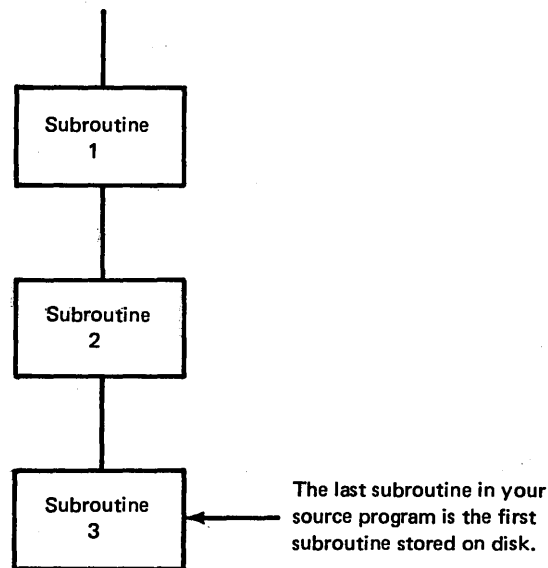 Subroutine
1
Subroutine
2
Subroutine
3
The last subroutine in your
source program is the first
subroutine stored on disk.